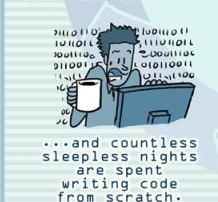 ...and countless
sleepless nights
are spent
writing code
from scratch.